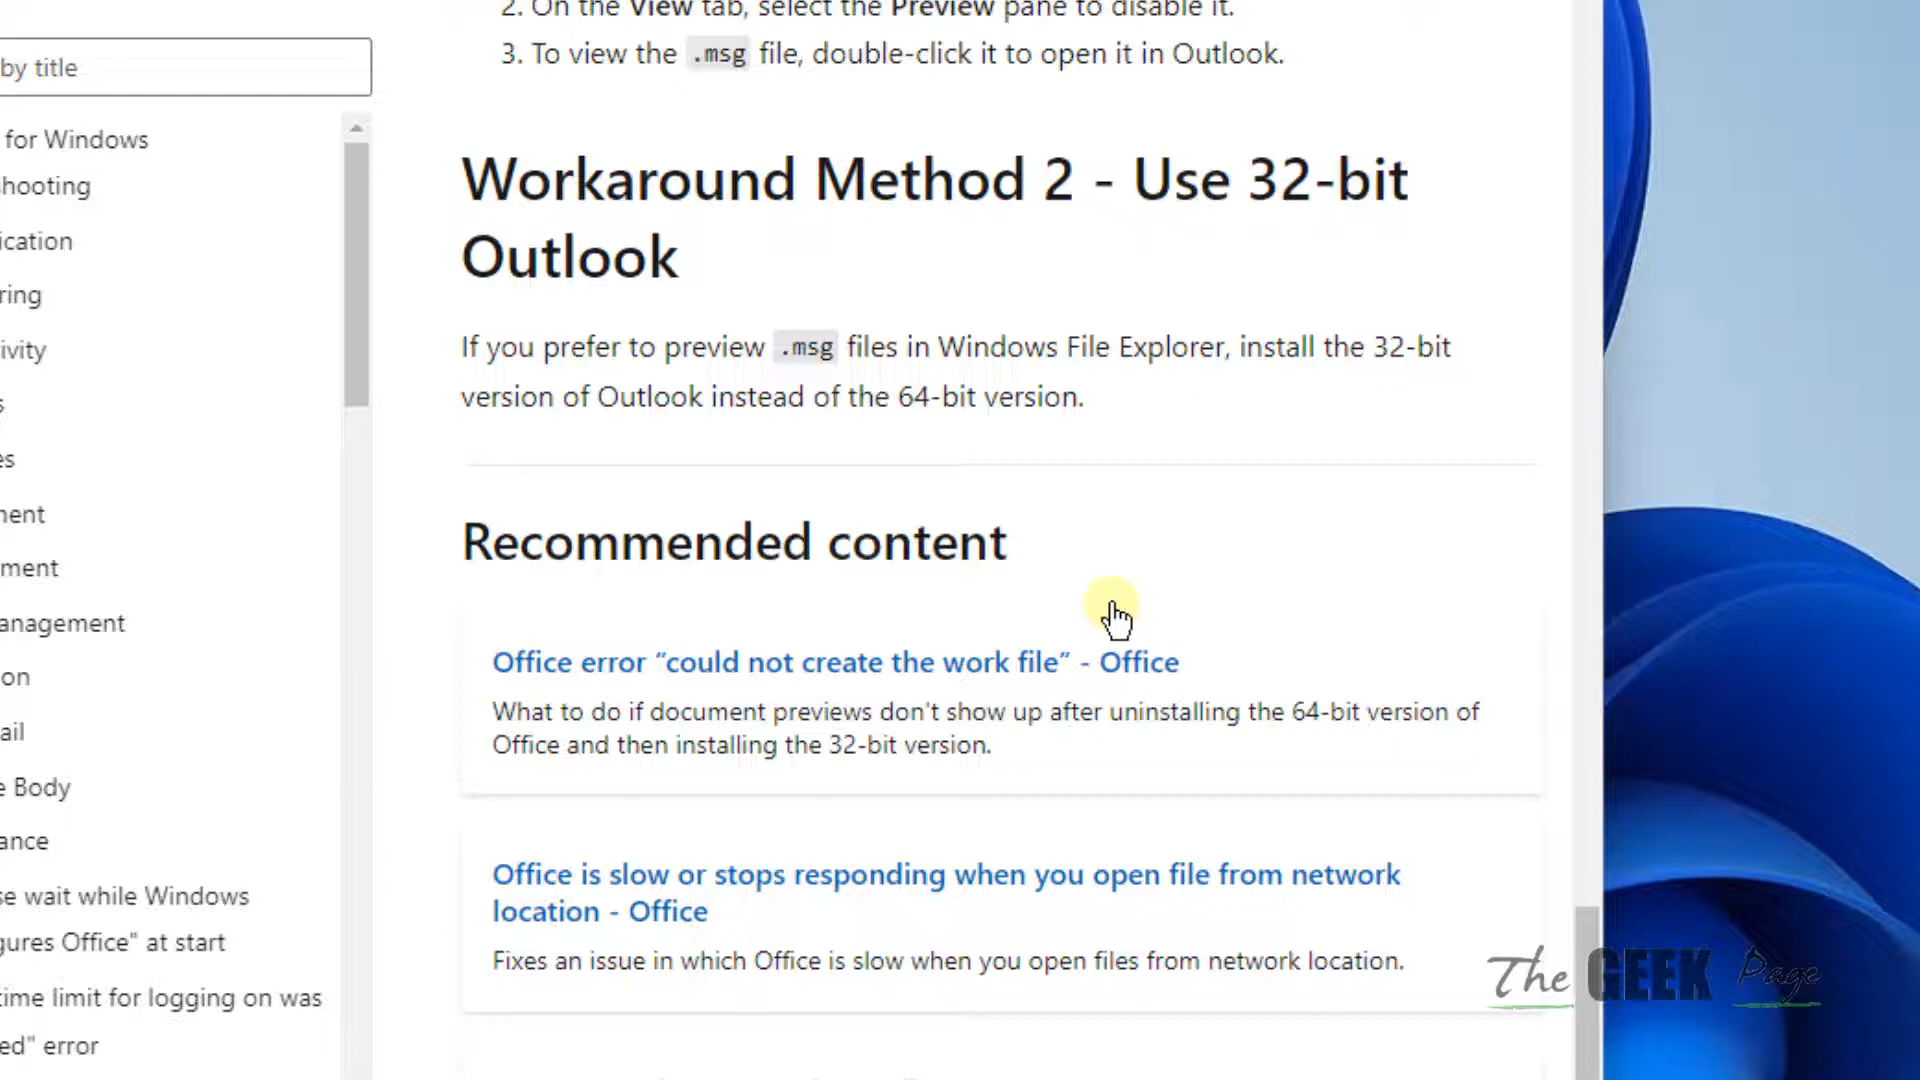 2. On the View tab, select the Preview pane to disable it.
3. To view the .msg file, double-click it to open it in Outlook.
by title
for Windows
hooting
ication
ring
ivity
s
es
ment
anagement
on
ail
e Body
ance
se wait while Windows
gures Office" at start
time limit for logging on was
ed" error
Workaround Method 2 - Use 32-bit
Outlook
If you prefer to preview .msg files in Windows File Explorer, install the 32-bit
version of Outlook instead of the 64-bit version.
Recommended content
Office error “could not create the work file” - Office
What to do if document previews don't show up after uninstalling the 64-bit version of
Office and then installing the 32-bit version.
Office is slow or stops responding when you open file from network
location - Office
Fixes an issue in which Office is slow when you open files from network location.
The GEEK Page